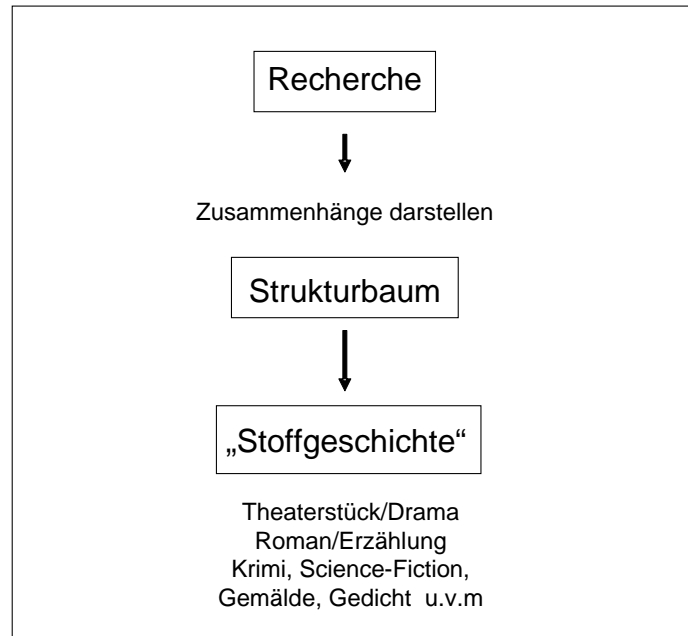 Recherche
Zusammenhänge darstellen
Strukturbaum
„Stoffgeschichte“
Theaterstück/Drama
Roman/Erzählung
Krimi, Science-Fiction,
Gemälde, Gedicht u.v.m